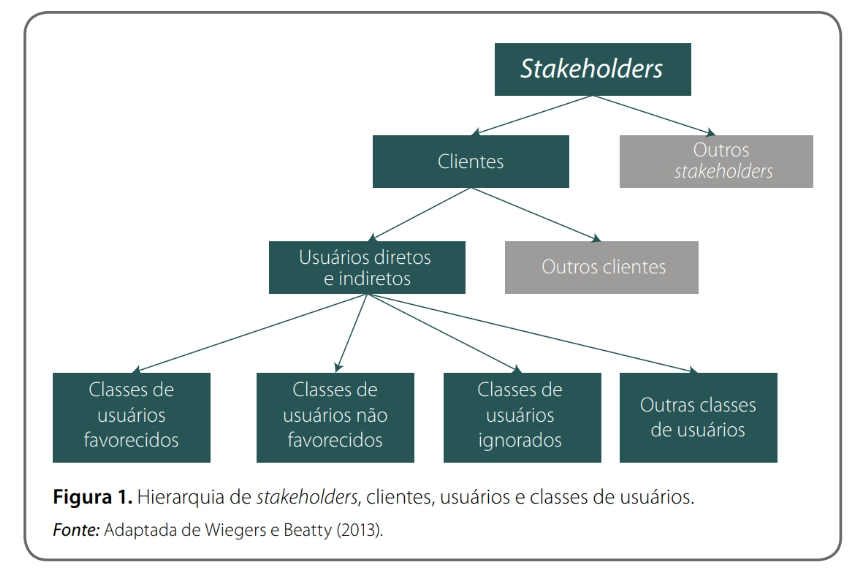 Stakeholders
Clientes
Outros
stakeholders
Usuários diretos
e indiretos
Outros clientes
Classes de
usuários
favorecidos
Classes de
usuários não
favorecidos
Classes de
usuários
ignorados
Outras classes
de usuários
Figura 1. Hierarquia de stakeholders, clientes, usuários e classes de usuários.
Fonte: Adaptada de Wiegers e Beatty (2013).